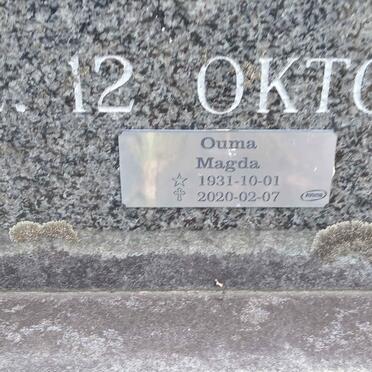 . 12 OKTO
Ouma
Magda
☆ 1931-10-01
✞ 2020-02-07